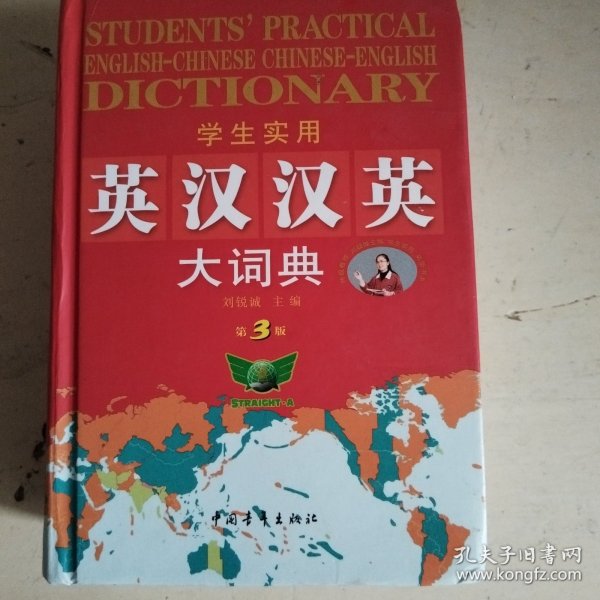 STUDENTS' PRACTICAL
ENGLISH-CHINESE CHINESE-ENGLISH
DICTIONARY
学生实用
英汉汉英
大词典
刘锐诚 主编
第3版
STRAIGHT·A
中国青年出版社
孔夫子旧书网
www.kongfz.com